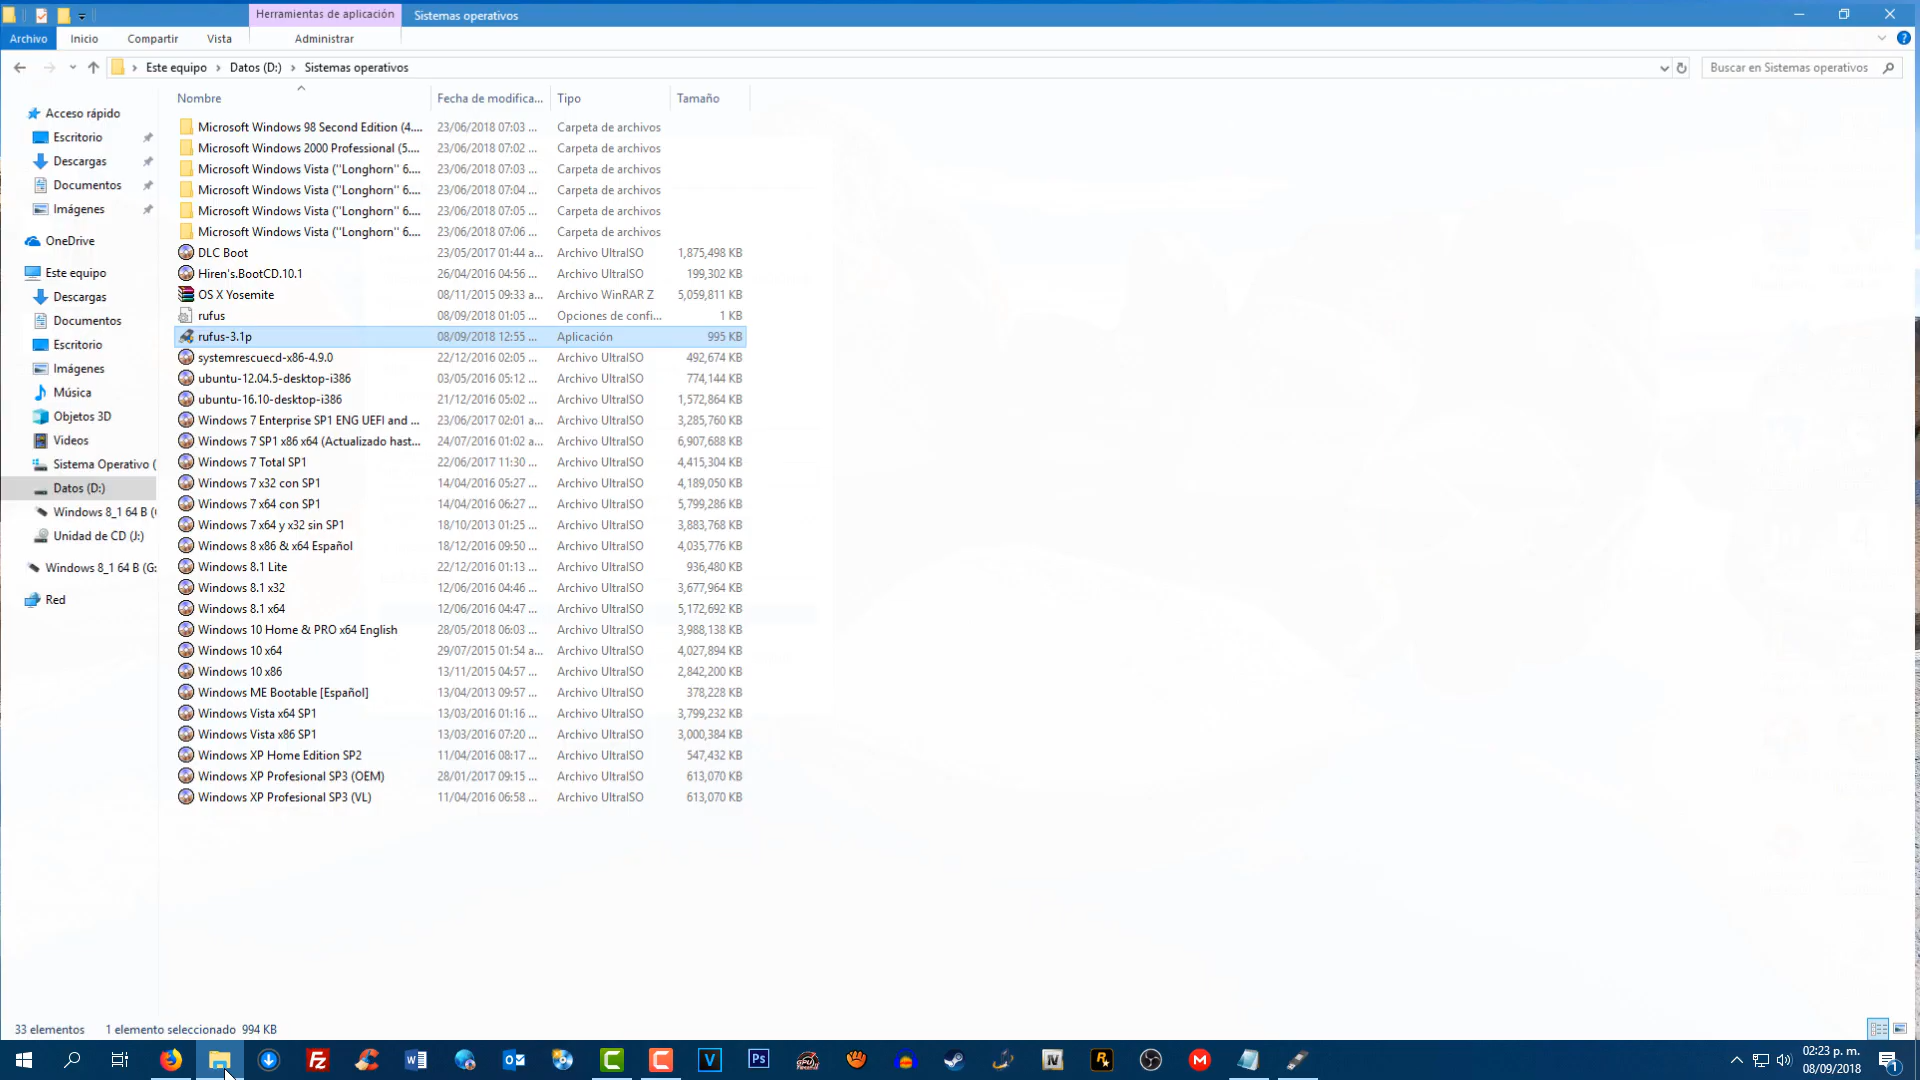 Herramientas de aplicación Sistemas operativos
Archivo Inicio Compartir Vista Administrar
Este equipo Datos (D:) Sistemas operativos Buscar en Sistemas operativos
Nombre Fecha de modifica... Tipo Tamaño
Acceso rápido
Escritorio
Descargas
Documentos
Imágenes
OneDrive
Este equipo
Descargas
Documentos
Escritorio
Imágenes
Música
Objetos 3D
Videos
Sistema Operativo (
Datos (D:)
Windows 8_1 64 B (
Unidad de CD (J:)
Windows 8_1 64 B (G:
Red
Microsoft Windows 98 Second Edition (4.... 23/06/2018 07:03 ... Carpeta de archivos
Microsoft Windows 2000 Professional (5.... 23/06/2018 07:02 ... Carpeta de archivos
Microsoft Windows Vista (''Longhorn'' 6.... 23/06/2018 07:03 ... Carpeta de archivos
Microsoft Windows Vista (''Longhorn'' 6.... 23/06/2018 07:04 ... Carpeta de archivos
Microsoft Windows Vista (''Longhorn'' 6.... 23/06/2018 07:05 ... Carpeta de archivos
Microsoft Windows Vista (''Longhorn'' 6.... 23/06/2018 07:06 ... Carpeta de archivos
DLC Boot 23/05/2017 01:44 a... Archivo UltraISO 1,875,498 KB
Hiren's.BootCD.10.1 26/04/2016 04:56 ... Archivo UltraISO 199,302 KB
OS X Yosemite 08/11/2015 09:33 a... Archivo WinRAR Z 5,059,811 KB
rufus 08/09/2018 01:05 ... Opciones de confi... 1 KB
rufus-3.1p 08/09/2018 12:55 ... Aplicación 995 KB
systemrescuecd-x86-4.9.0 22/12/2016 02:05 ... Archivo UltraISO 492,674 KB
ubuntu-12.04.5-desktop-i386 03/05/2016 05:12 ... Archivo UltraISO 774,144 KB
ubuntu-16.10-desktop-i386 21/12/2016 05:02 ... Archivo UltraISO 1,572,864 KB
Windows 7 Enterprise SP1 ENG UEFI and ... 23/06/2017 02:01 a... Archivo UltraISO 3,285,760 KB
Windows 7 SP1 x86 x64 (Actualizado hast... 24/07/2016 01:02 a... Archivo UltraISO 6,907,688 KB
Windows 7 Total SP1 22/06/2017 11:30 ... Archivo UltraISO 4,415,304 KB
Windows 7 x32 con SP1 14/04/2016 05:27 ... Archivo UltraISO 4,189,050 KB
Windows 7 x64 con SP1 14/04/2016 06:27 ... Archivo UltraISO 5,799,286 KB
Windows 7 x64 y x32 sin SP1 18/10/2013 01:25 ... Archivo UltraISO 3,883,768 KB
Windows 8 x86 & x64 Español 18/12/2016 09:50 ... Archivo UltraISO 4,035,776 KB
Windows 8.1 Lite 22/12/2016 01:13 ... Archivo UltraISO 936,480 KB
Windows 8.1 x32 12/06/2016 04:46 ... Archivo UltraISO 3,677,964 KB
Windows 8.1 x64 12/06/2016 04:47 ... Archivo UltraISO 5,172,692 KB
Windows 10 Home & PRO x64 English 28/05/2018 06:03 ... Archivo UltraISO 3,988,138 KB
Windows 10 x64 29/07/2015 01:54 a... Archivo UltraISO 4,027,894 KB
Windows 10 x86 13/11/2015 04:57 ... Archivo UltraISO 2,842,200 KB
Windows ME Bootable [Español] 13/04/2013 09:57 ... Archivo UltraISO 378,228 KB
Windows Vista x64 SP1 13/03/2016 01:16 ... Archivo UltraISO 3,799,232 KB
Windows Vista x86 SP1 13/03/2016 07:20 ... Archivo UltraISO 3,000,384 KB
Windows XP Home Edition SP2 11/04/2016 08:17 ... Archivo UltraISO 547,432 KB
Windows XP Profesional SP3 (OEM) 28/01/2017 09:15 ... Archivo UltraISO 613,070 KB
Windows XP Profesional SP3 (VL) 11/04/2016 06:58 ... Archivo UltraISO 613,070 KB
33 elementos 1 elemento seleccionado 994 KB
02:23 p. m.
08/09/2018